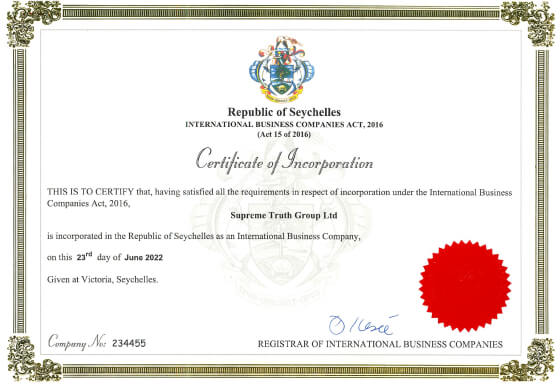 Republic of Seychelles
INTERNATIONAL BUSINESS COMPANIES ACT, 2016
(Act 15 of 2016)
Certificate of Incorporation
THIS IS TO CERTIFY that, having satisfied all the requirements in respect of incorporation under the International Business
Companies Act, 2016,
Supreme Truth Group Ltd
is incorporated in the Republic of Seychelles as an International Business Company,
on this 23rd day of June 2022
Given at Victoria, Seychelles.
Company No: 234455
REGISTRAR OF INTERNATIONAL BUSINESS COMPANIES